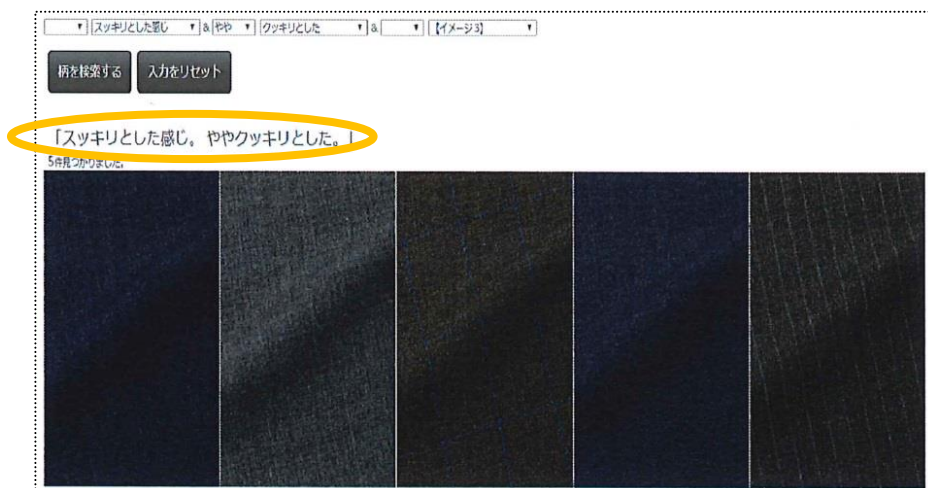 スッキリとした感じ & やや クッキリとした & 【イメージ3】
柄を検索する 入力をリセット
「スッキリとした感じ。ややクッキリとした。」
5件見つかりました。